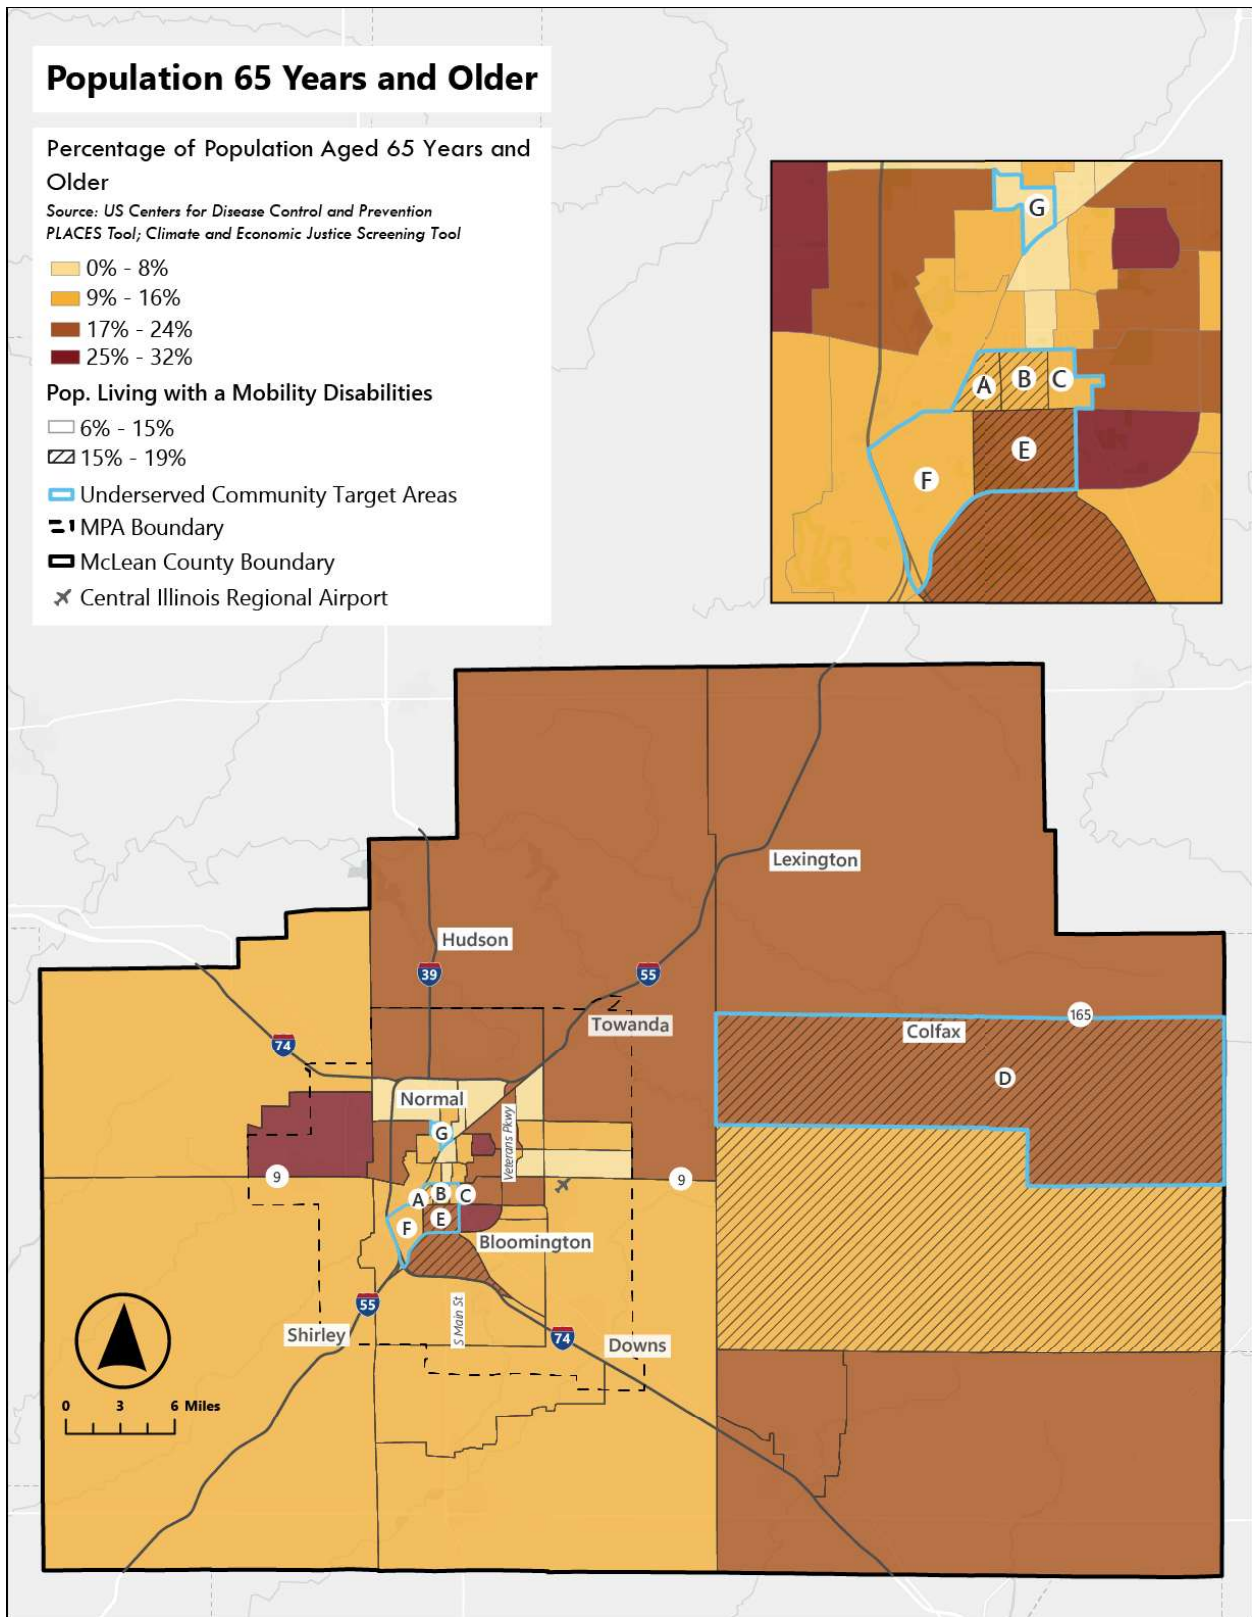 Population 65 Years and Older
Percentage of Population Aged 65 Years and
Older
Source: US Centers for Disease Control and Prevention
PLACES Tool; Climate and Economic Justice Screening Tool
0% - 8%
9% - 16%
17% - 24%
25% - 32%
Pop. Living with a Mobility Disabilities
6% - 15%
15% - 19%
Underserved Community Target Areas
MPA Boundary
McLean County Boundary
Central Illinois Regional Airport
G
A
B
C
E
F
Lexington
Hudson
39
55
Towanda
165
Colfax
74
D
Normal
Veterans Pkwy
G
9
9
A
B
C
F
E
Bloomington
55
S Main St
Shirley
74
Downs
0 3 6 Miles